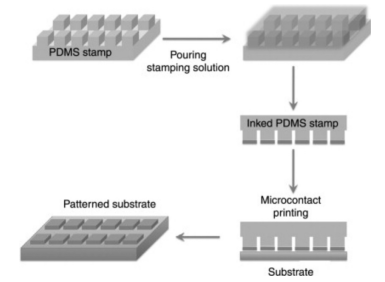 PDMS stamp
Pouring
stamping solution
Inked PDMS stamp
Microcontact
printing
Patterned substrate
Substrate